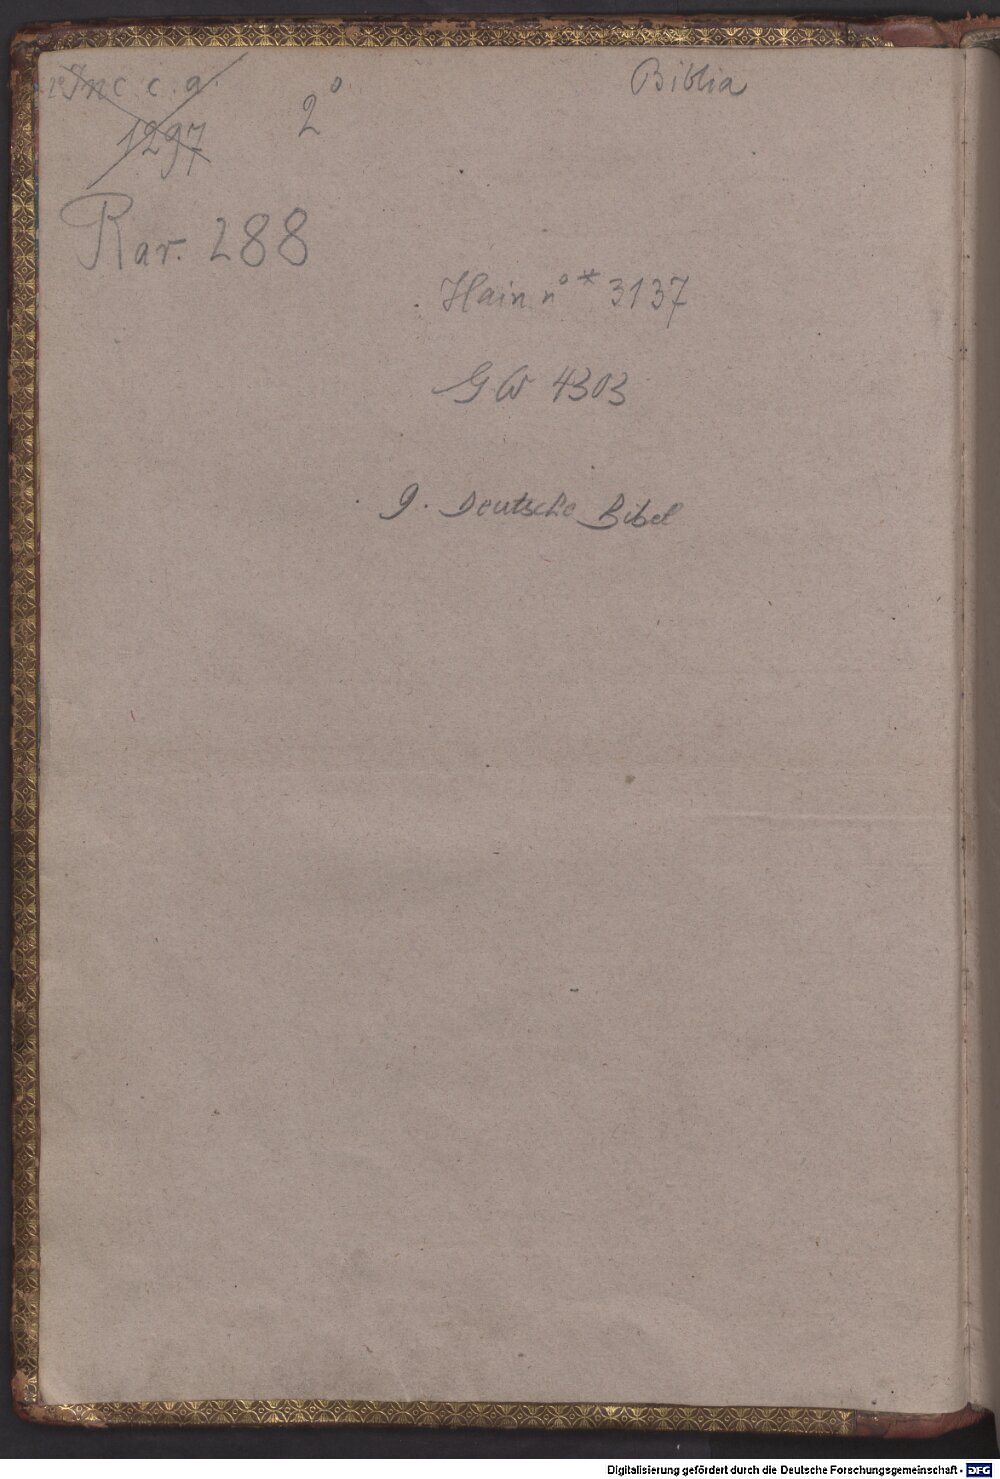 2° Inc. c. a. Biblia
1297 2°
Rar. 288
Hain n° * 3137
GW 4303
9. Deutsche Bibel
Digitalisierung gefördert durch die Deutsche Forschungsgemeinschaft - DFG